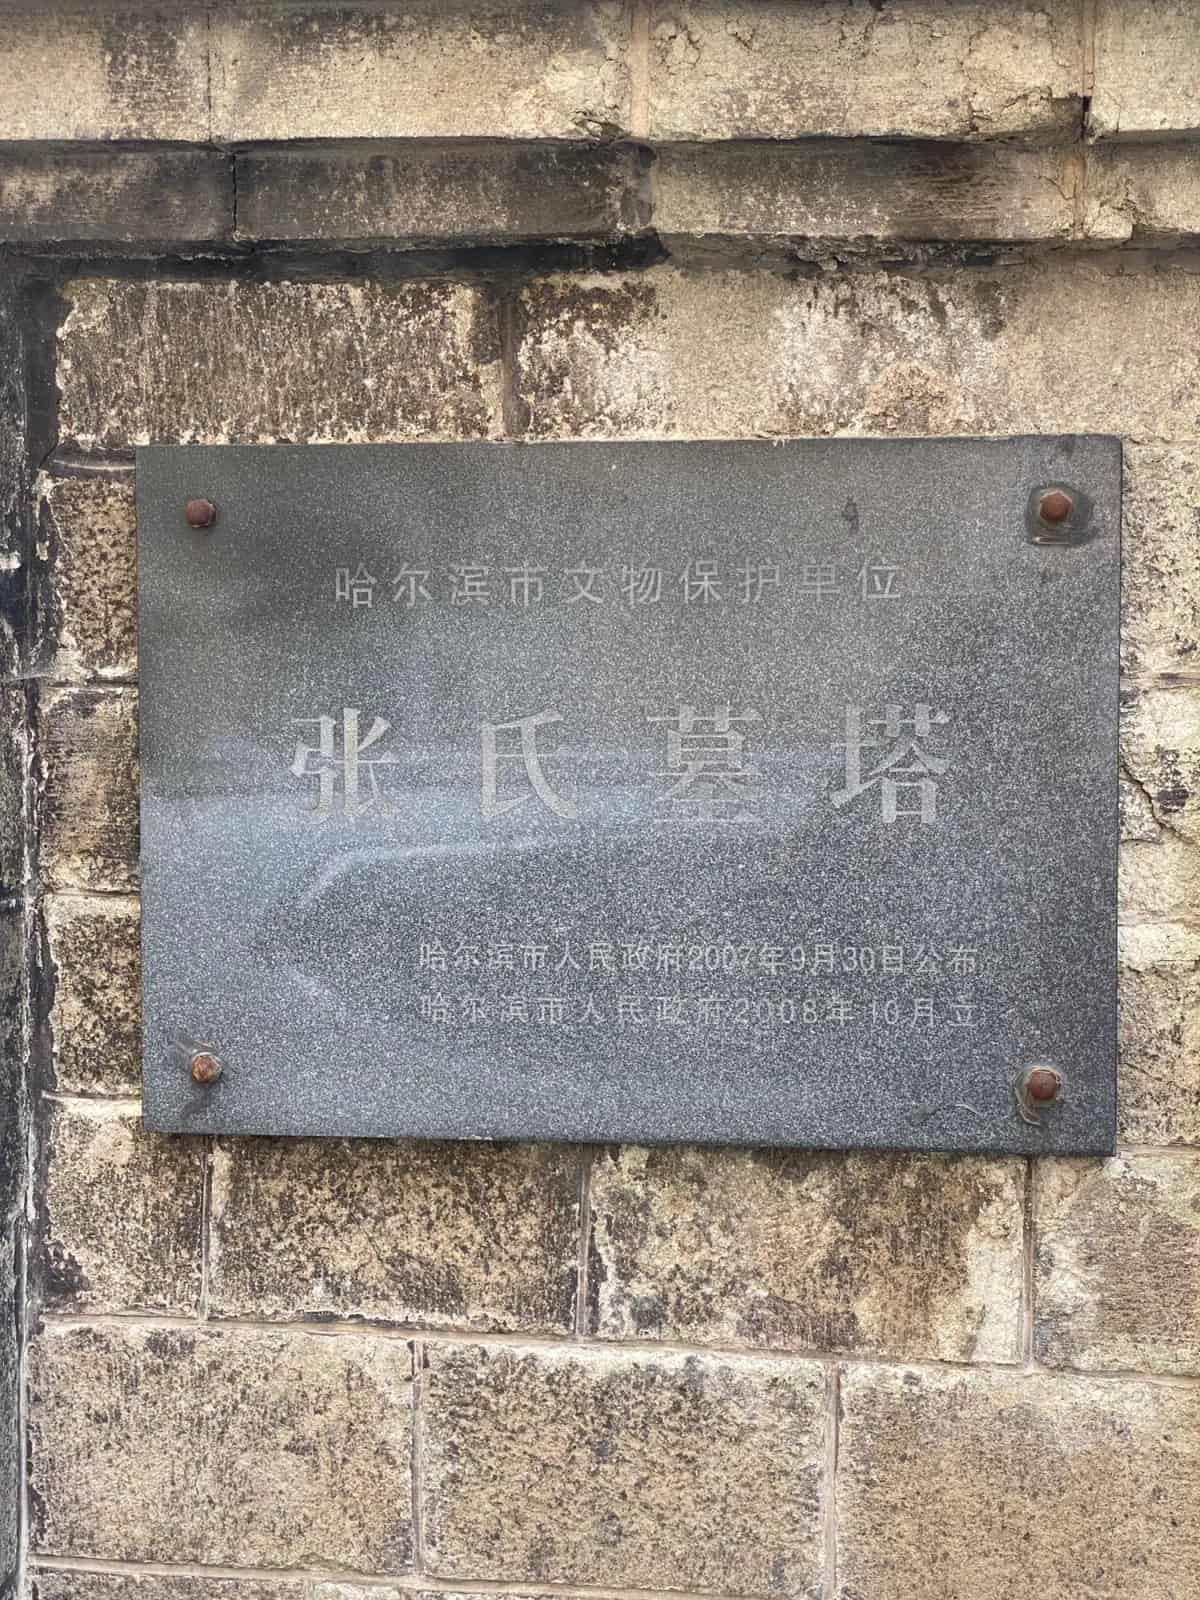 哈尔滨市文物保护单位
张氏墓塔
哈尔滨市人民政府2007年9月30日公布
哈尔滨市人民政府2008年10月立